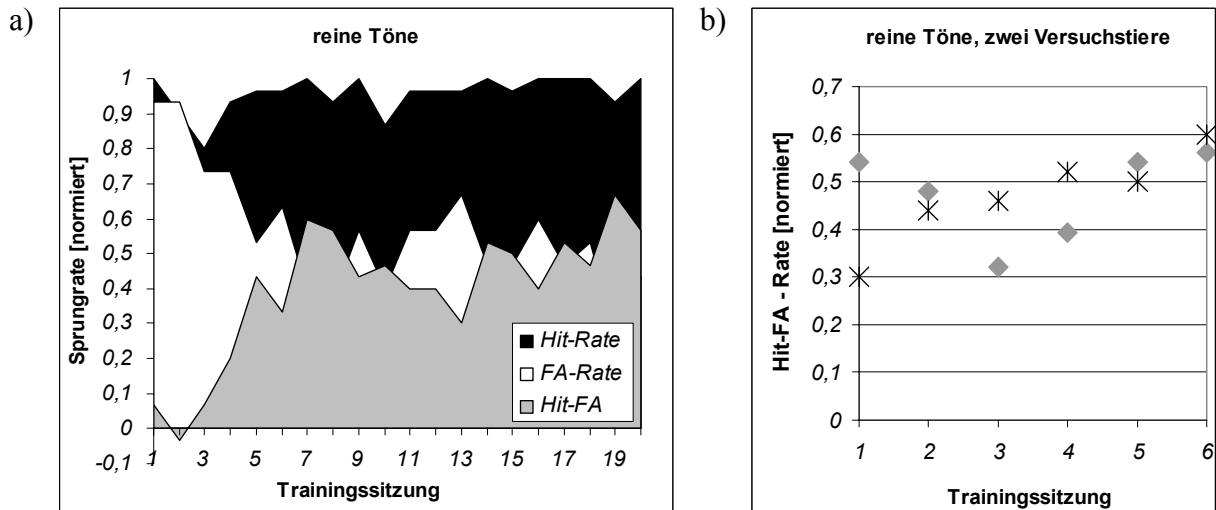 a)
reine Töne
Sprungrate [normiert]
1
0,9
0,8
0,7
0,6
0,5
0,4
0,3
0,2
0,1
0
-0,1
1 3 5 7 9 11 13 15 17 19
Trainingssitzung
Hit-Rate
FA-Rate
Hit-FA
b)
reine Töne, zwei Versuchstiere
Hit-FA - Rate [normiert]
0,7
0,6
0,5
0,4
0,3
0,2
0,1
0
1 2 3 4 5 6
Trainingssitzung